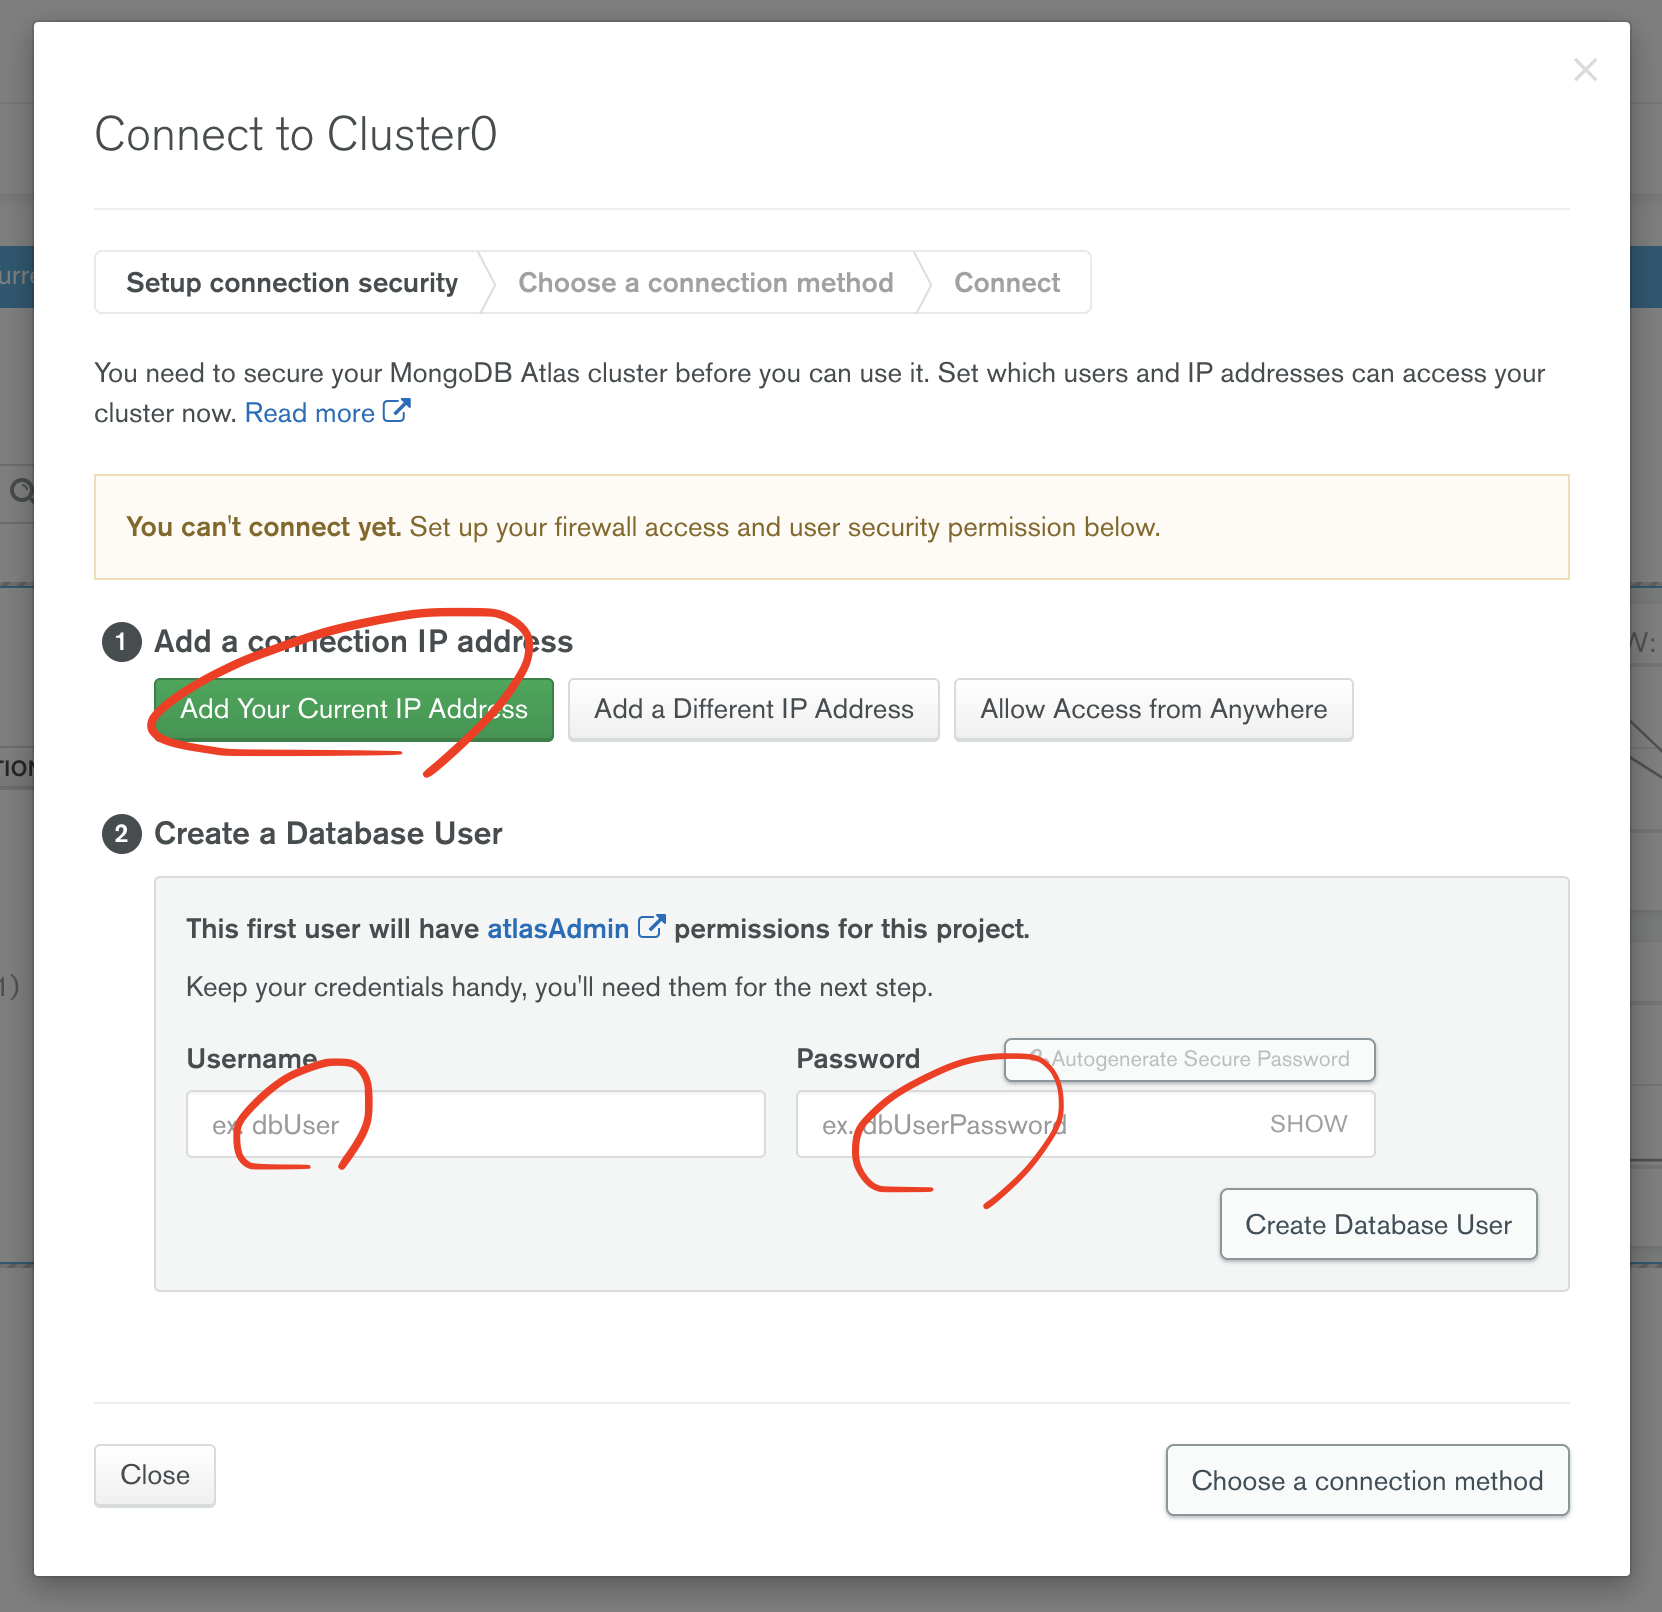 Connect to Cluster0
Setup connection security
Choose a connection method
Connect
You need to secure your MongoDB Atlas cluster before you can use it. Set which users and IP addresses can access your
cluster now. Read more
You can't connect yet. Set up your firewall access and user security permission below.
1 Add a connection IP address
Add Your Current IP Address
Add a Different IP Address
Allow Access from Anywhere
2 Create a Database User
This first user will have atlasAdmin permissions for this project.
Keep your credentials handy, you'll need them for the next step.
Username
Password
Autogenerate Secure Password
ex. dbUser
ex. dbUserPassword
SHOW
Create Database User
Close
Choose a connection method